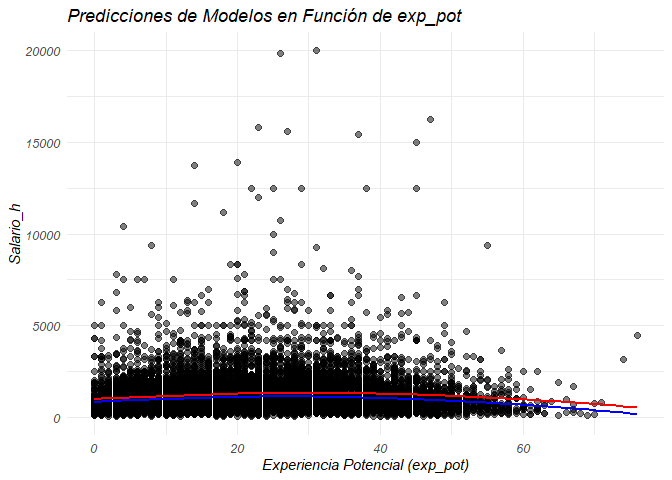 Predicciones de Modelos en Función de exp_pot
20000
15000
10000
5000
0
Salario_h
0 20 40 60
Experiencia Potencial (exp_pot)